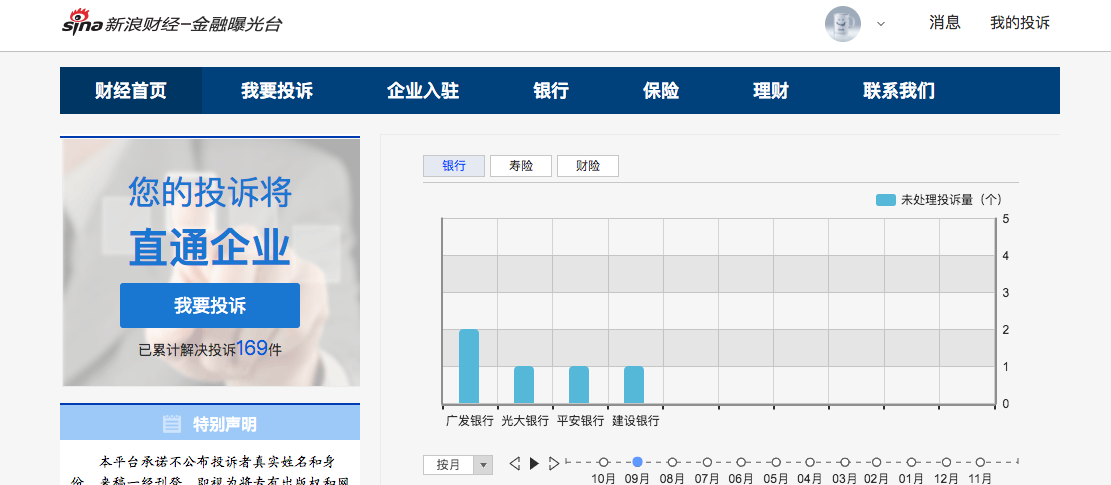 sina新浪财经-金融曝光台
消息 我的投诉
财经首页 我要投诉 企业入驻 银行 保险 理财 联系我们
您的投诉将
直通企业
我要投诉
已累计解决投诉169件
特别声明
本平台承诺不公布投诉者真实姓名和身
份。来稿一经刊登，即视为将专有出版权和网
银行 寿险 财险
未处理投诉量（个）
5
4
3
2
1
0
广发银行 光大银行 平安银行 建设银行
按月
10月 09月 08月 07月 06月 05月 04月 03月 02月 01月 12月 11月